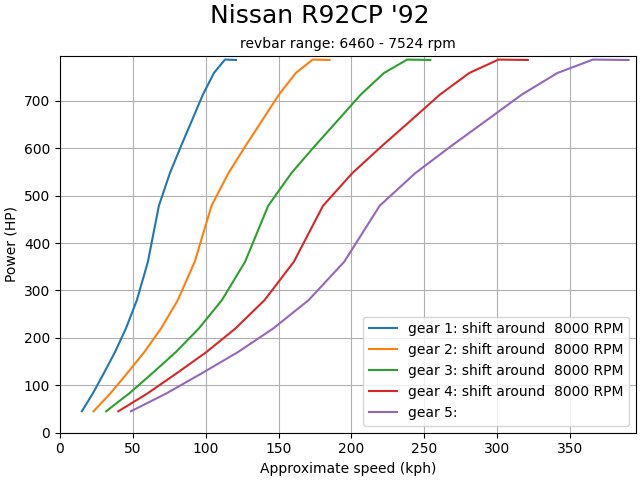 Nissan R92CP '92
revbar range: 6460 - 7524 rpm
Power (HP)
700
600
500
400
300
200
100
0
gear 1: shift around  8000 RPM
gear 2: shift around  8000 RPM
gear 3: shift around  8000 RPM
gear 4: shift around  8000 RPM
gear 5:
0 50 100 150 200 250 300 350
Approximate speed (kph)